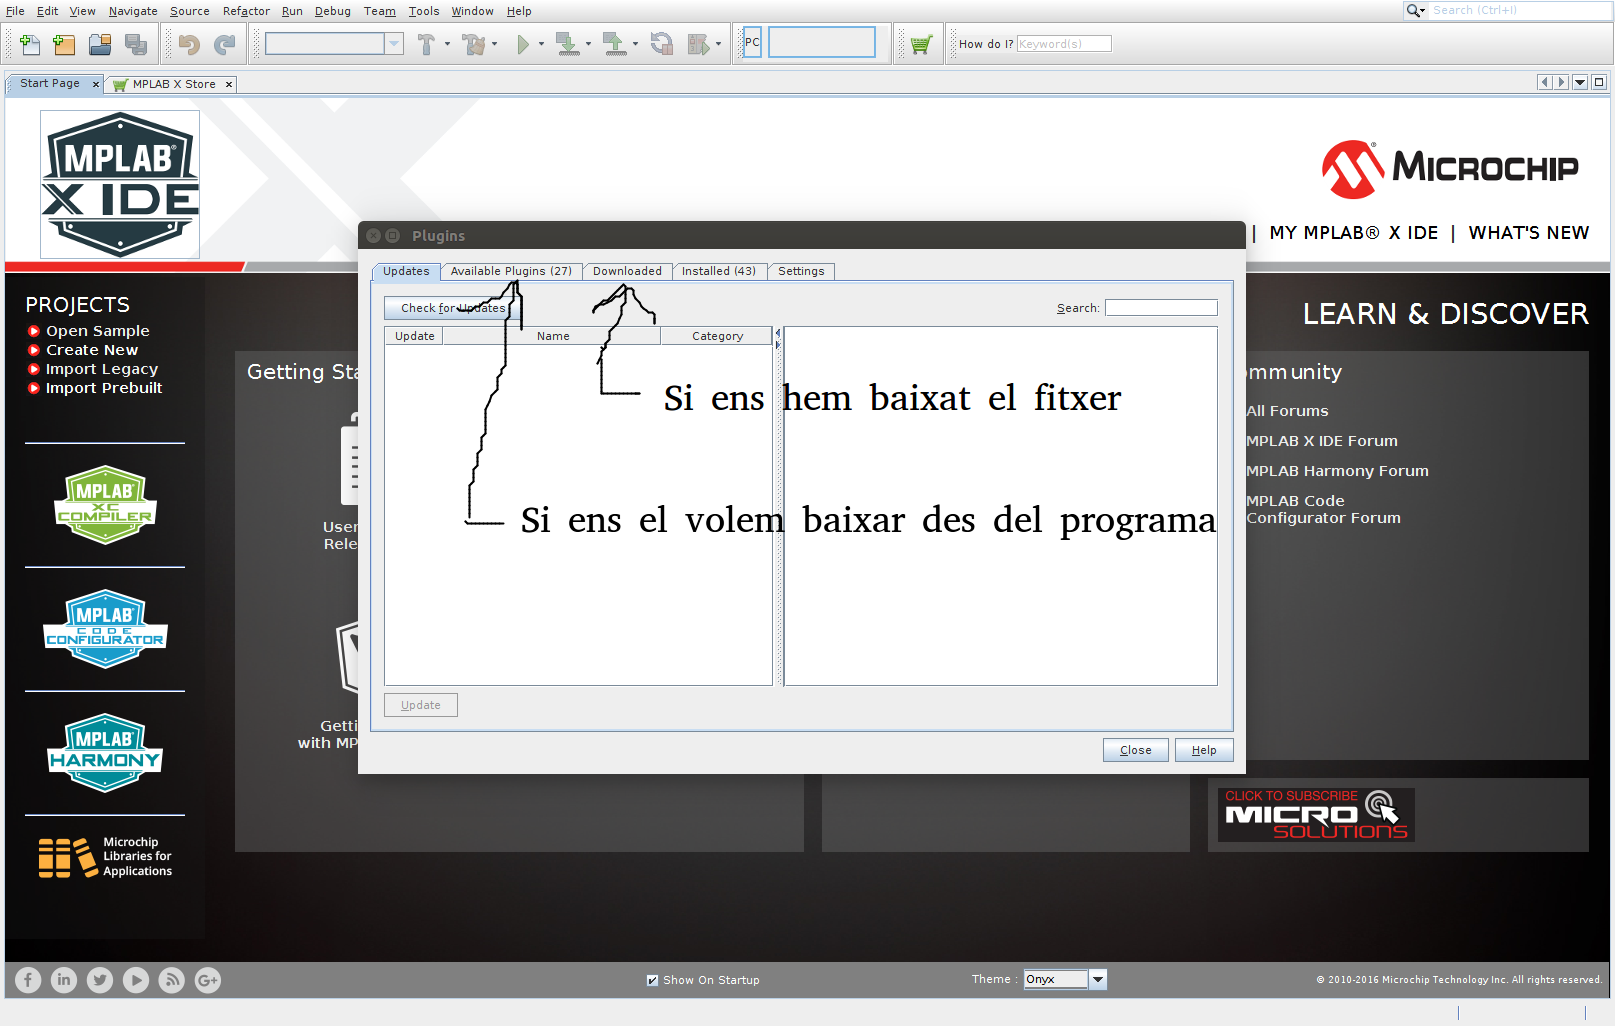 File Edit View Navigate Source Refactor Run Debug Team Tools Window Help
Search (Ctrl+I)
PC
How do I? Keyword(s)
Start Page
MPLAB X Store
MPLAB®
X IDE
MICROCHIP
| MY MPLAB® X IDE | WHAT'S NEW
Plugins
Updates
Available Plugins (27)
Downloaded
Installed (43)
Settings
Check for Updates
Search:
Update
Name
Category
Si ens hem baixat el fitxer
Si ens el volem baixar des del programa
Update
Close
Help
PROJECTS
Open Sample
Create New
Import Legacy
Import Prebuilt
MPLAB
XC
COMPILER
MPLAB
CODE
CONFIGURATOR
MPLAB
HARMONY
Microchip
Libraries for
Applications
Getting Sta
User
Rele
Getti
with MP
LEARN & DISCOVER
mmunity
All Forums
MPLAB X IDE Forum
MPLAB Harmony Forum
MPLAB Code
Configurator Forum
CLICK TO SUBSCRIBE
MICRO
SOLUTIONS
Show On Startup
Theme :
Onyx
© 2010-2016 Microchip Technology Inc. All rights reserved.